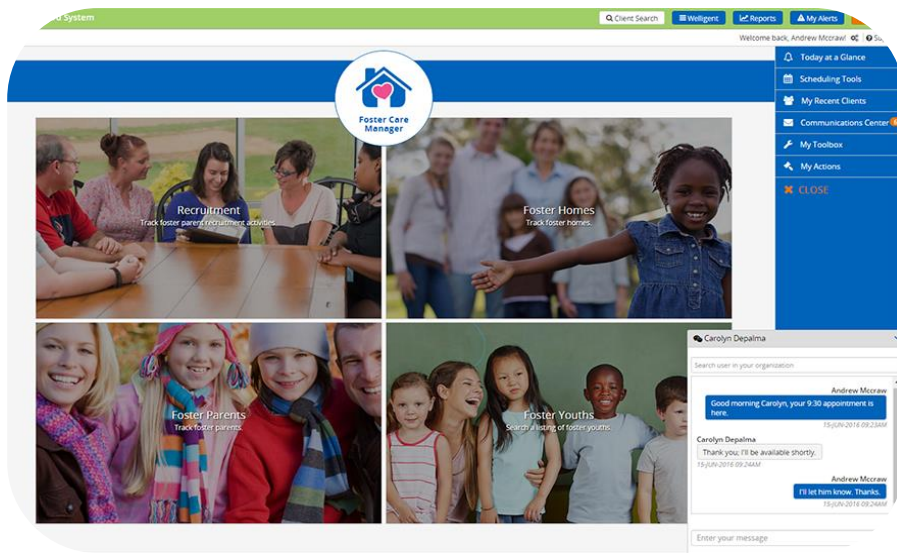 System
Client Search
Welligent
Reports
My Alerts
Welcome back, Andrew Mccraw!
Today at a Glance
Scheduling Tools
My Recent Clients
Communications Center
My Toolbox
My Actions
CLOSE
Foster Care
Manager
Recruitment
Track foster parent recruitment activities.
Foster Homes
Track foster homes.
Foster Parents
Track foster parents.
Foster Youths
Search a listing of foster youths.
Carolyn Depalma
Search user in your organization
Andrew Mccraw
Good morning Carolyn, your 9:30 appointment is
here.
15-JUN-2016 09:23AM
Carolyn Depalma
Thank you; I'll be available shortly.
15-JUN-2016 09:24AM
Andrew Mccraw
I'll let him know. Thanks.
15-JUN-2016 09:24AM
Enter your message